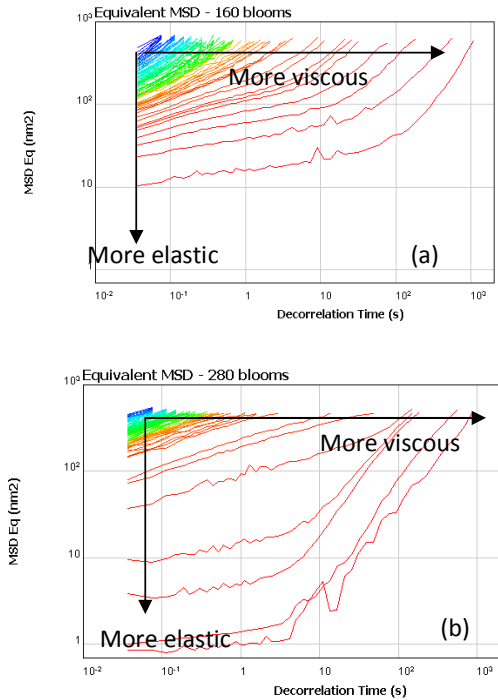 Equivalent MSD - 160 blooms
10³
10²
10
1
MSD Eq (nm2)
More viscous
More elastic
(a)
10⁻² 10⁻¹ 1 10 10² 10³
Decorrelation Time (s)
Equivalent MSD - 280 blooms
10³
10²
10
1
MSD Eq (nm2)
More viscous
More elastic
(b)
10⁻² 10⁻¹ 1 10 10² 10³
Decorrelation Time (s)